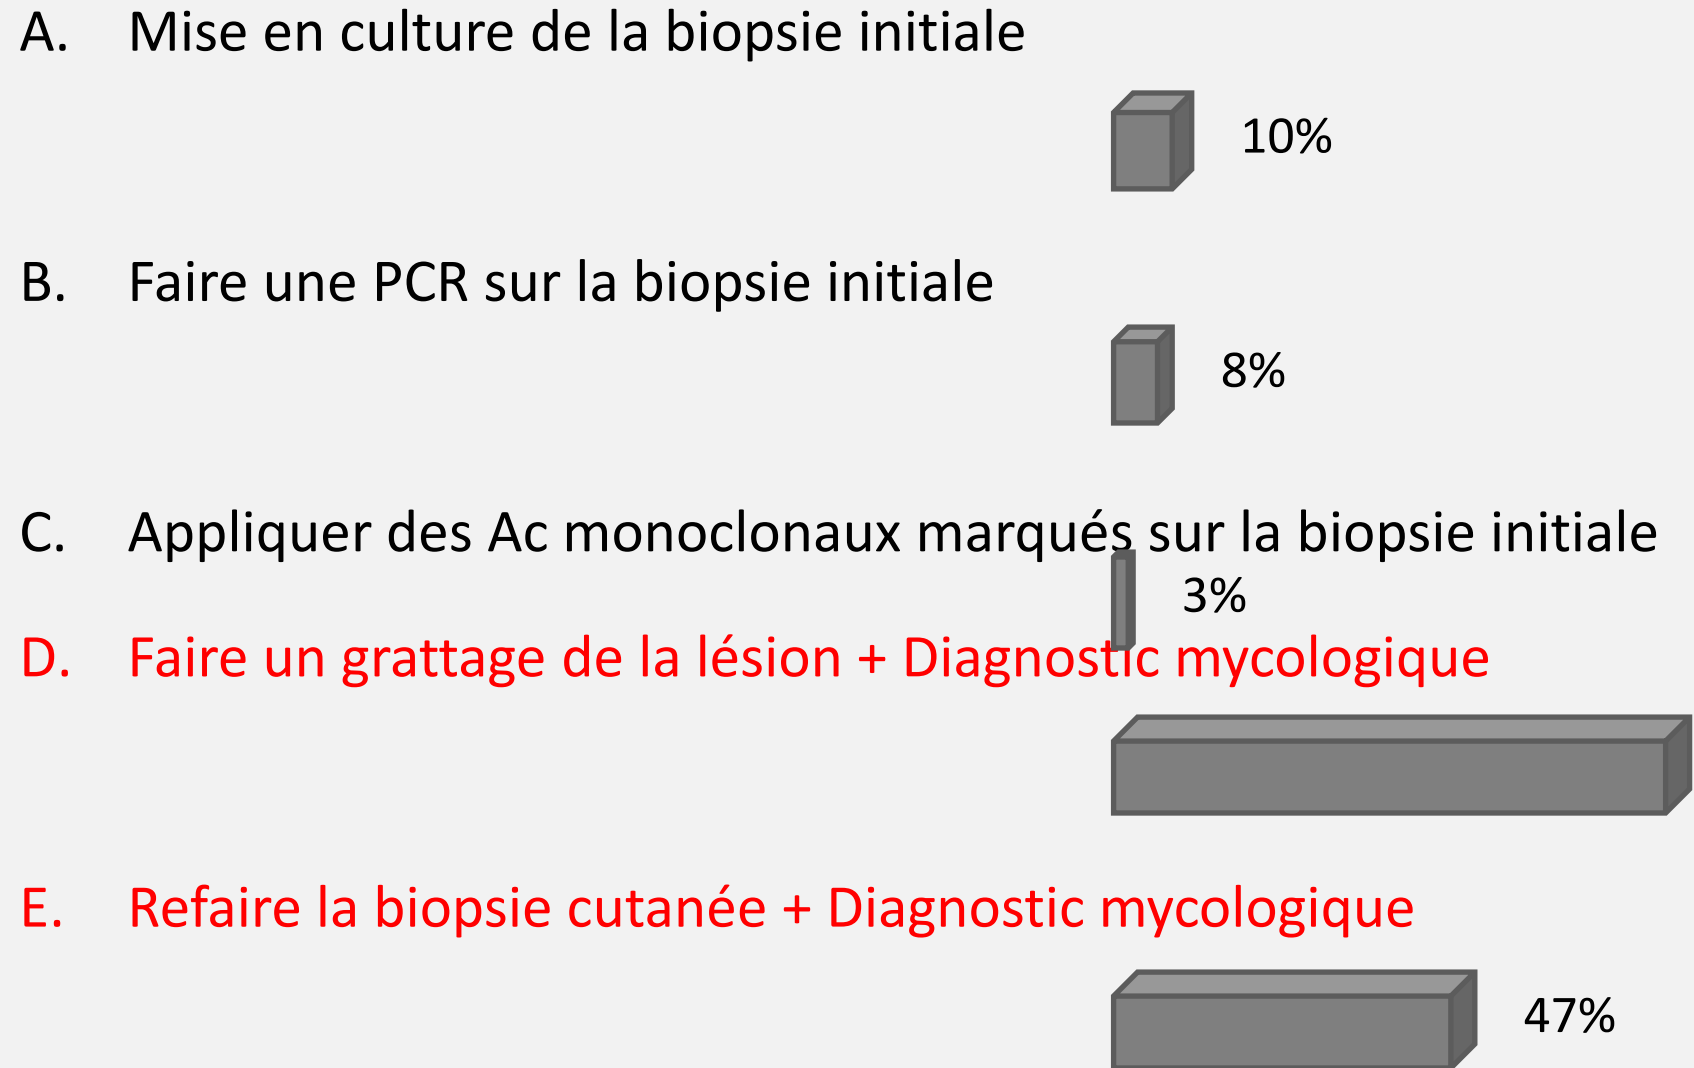 A. Mise en culture de la biopsie initiale
10%
B. Faire une PCR sur la biopsie initiale
8%
C. Appliquer des Ac monoclonaux marqués sur la biopsie initiale
3%
D. Faire un grattage de la lésion + Diagnostic mycologique
E. Refaire la biopsie cutanée + Diagnostic mycologique
47%